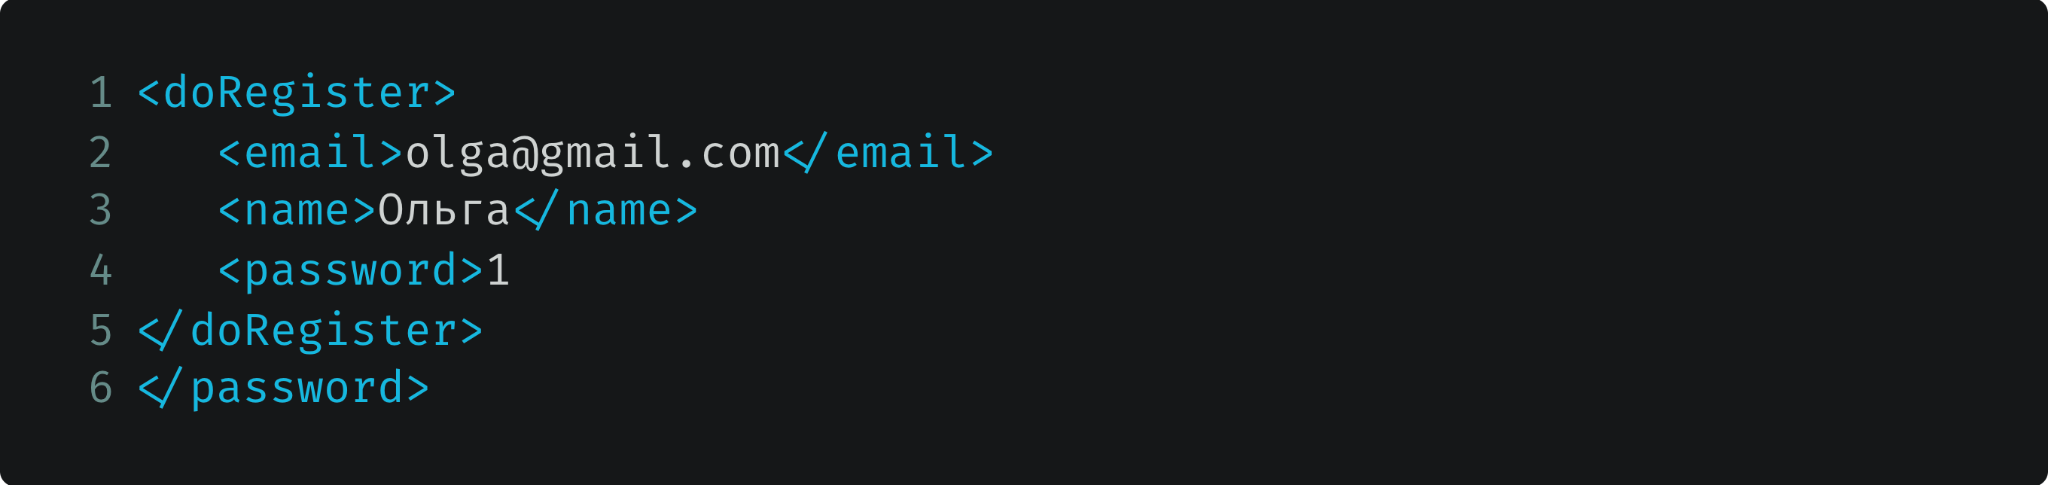 1 <doRegister>
2    <email>olga@gmail.com</email>
3    <name>Ольга</name>
4    <password>1
5 </doRegister>
6 </password>